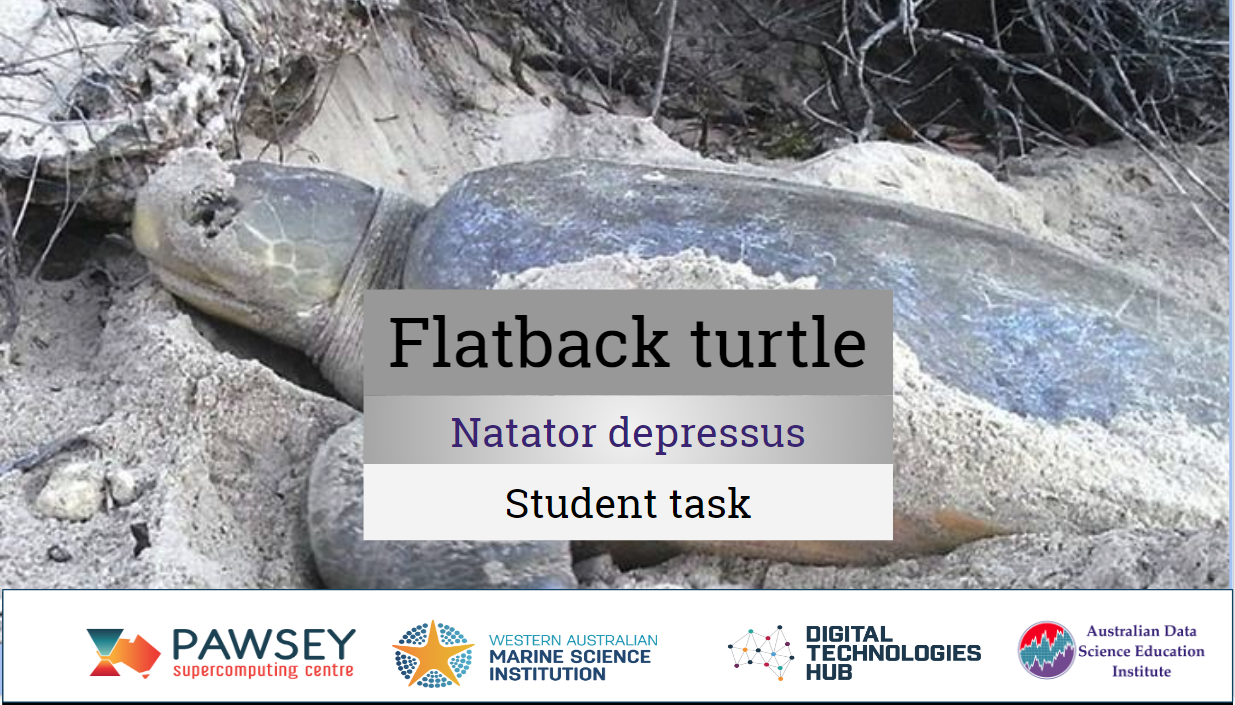 Flatback turtle
Natator depressus
Student task
PAWSEY
supercomputing centre
WESTERN AUSTRALIAN
MARINE SCIENCE
INSTITUTION
DIGITAL
TECHNOLOGIES
HUB
Australian Data
Science Education
Institute